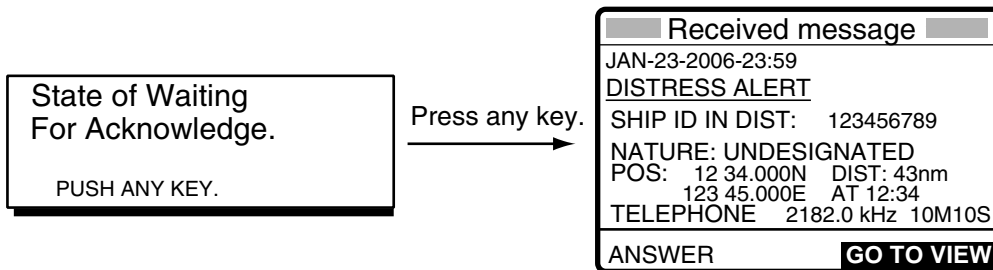 State of Waiting
For Acknowledge.
PUSH ANY KEY.
Press any key.
Received message
JAN-23-2006-23:59
DISTRESS ALERT
SHIP ID IN DIST: 123456789
NATURE: UNDESIGNATED
POS: 12 34.000N DIST: 43nm
123 45.000E AT 12:34
TELEPHONE 2182.0 kHz 10M10S
ANSWER GO TO VIEW